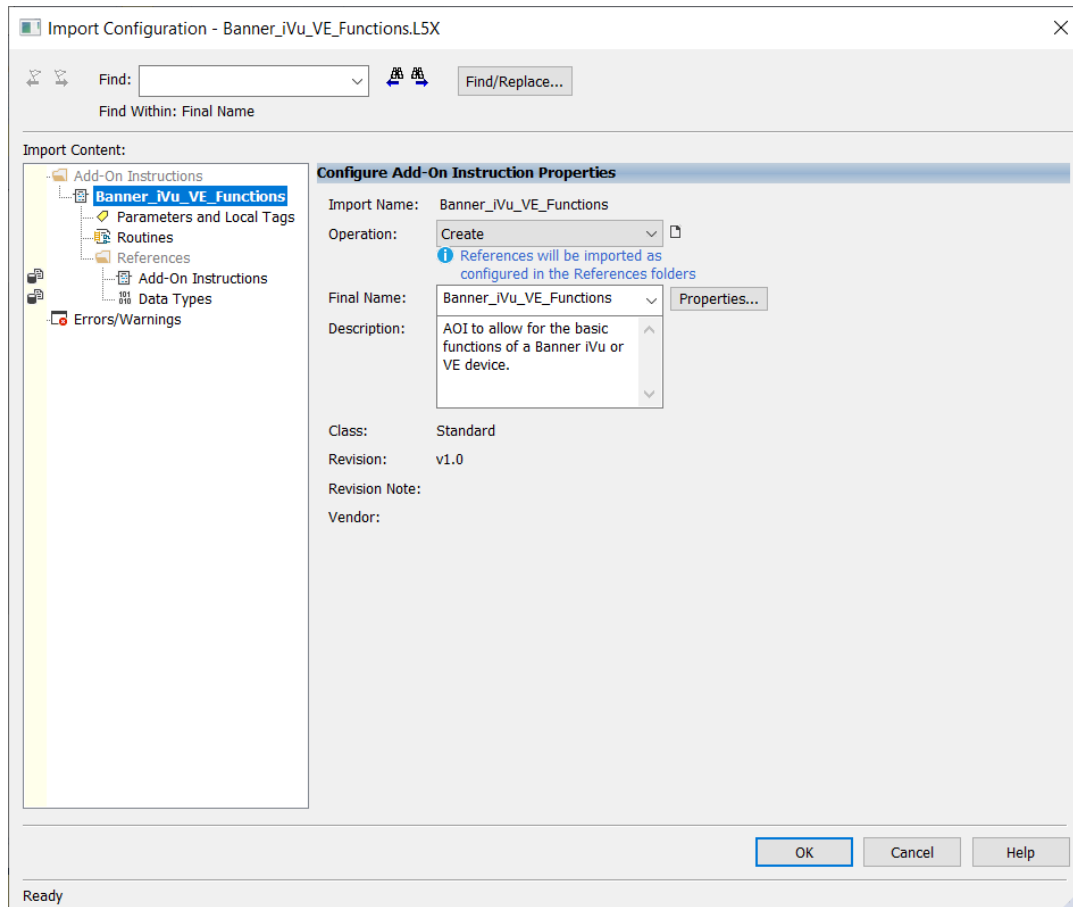 Import Configuration - Banner_iVu_VE_Functions.L5X
Find:
Find/Replace...
Find Within: Final Name
Import Content:
Add-On Instructions
Banner_iVu_VE_Functions
Parameters and Local Tags
Routines
References
Add-On Instructions
Data Types
Errors/Warnings
Configure Add-On Instruction Properties
Import Name: Banner_iVu_VE_Functions
Operation: Create
References will be imported as
configured in the References folders
Final Name: Banner_iVu_VE_Functions Properties...
Description: AOI to allow for the basic
functions of a Banner iVu or
VE device.
Class: Standard
Revision: v1.0
Revision Note:
Vendor:
OK Cancel Help
Ready